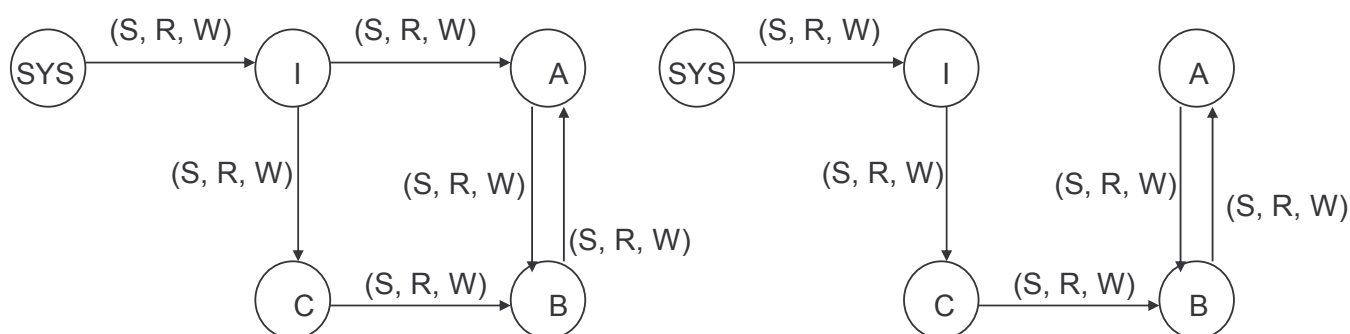 (S, R, W) (S, R, W)
SYS I A
(S, R, W) (S, R, W)
(S, R, W)
(S, R, W)
C B
(S, R, W)
SYS I A
(S, R, W) (S, R, W)
(S, R, W)
(S, R, W)
C B